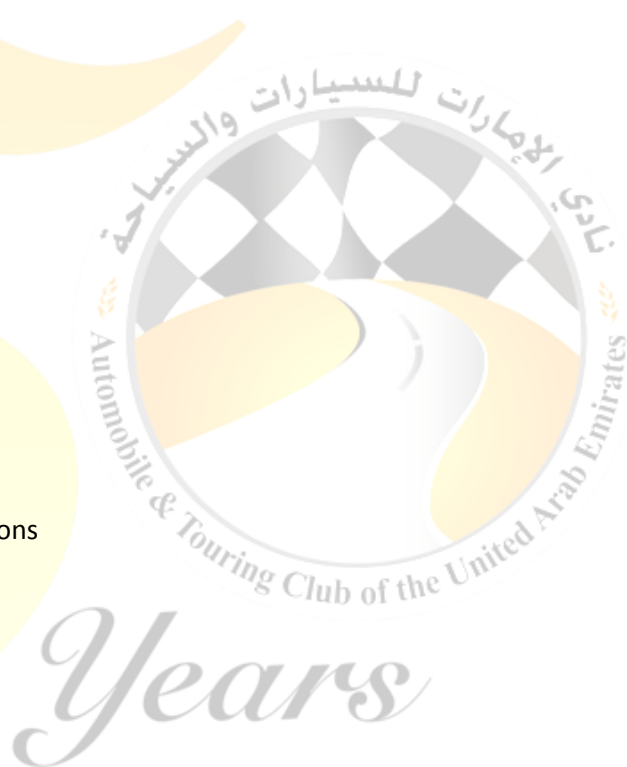 نادي الإمارات للسيارات والسياحة
Automobile & Touring Club of the United Arab Emirates
ons
Years